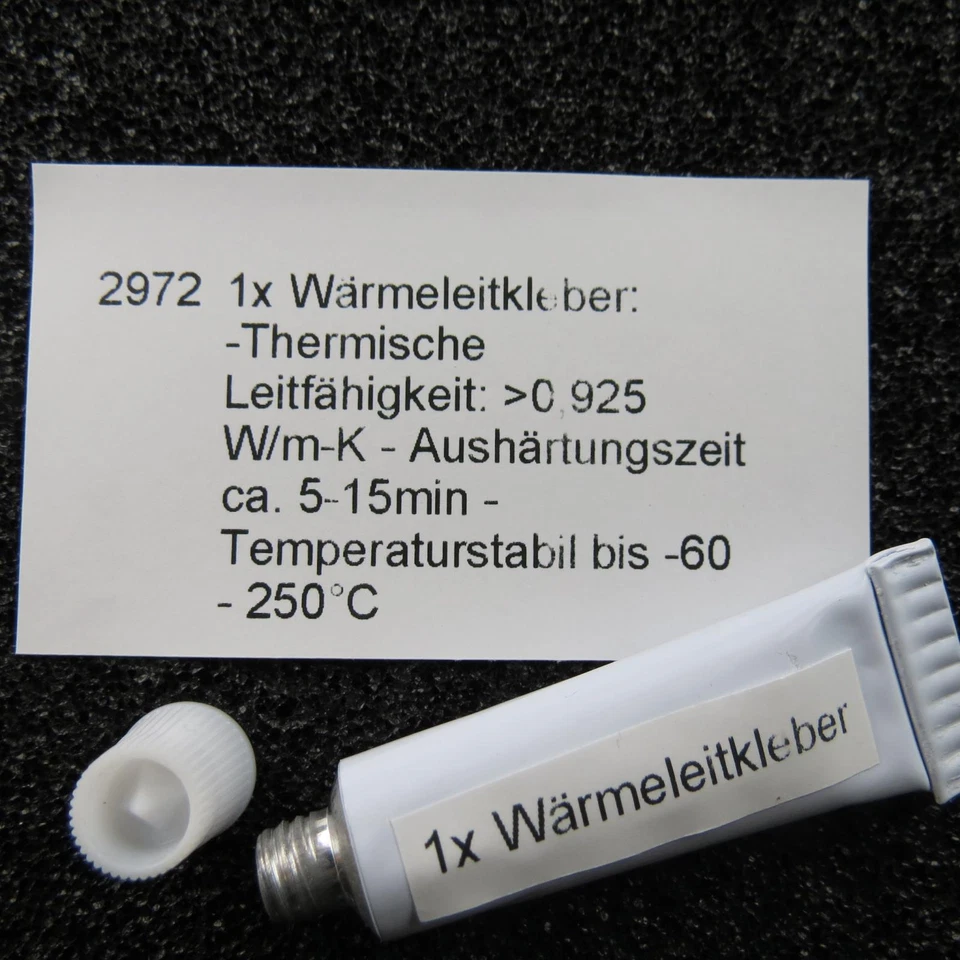 2972 1x Wärmeleitkleber:
-Thermische
Leitfähigkeit: >0,925
W/m-K - Aushärtungszeit
ca. 5-15min -
Temperaturstabil bis -60
- 250°C
1x Wärmeleitkleber